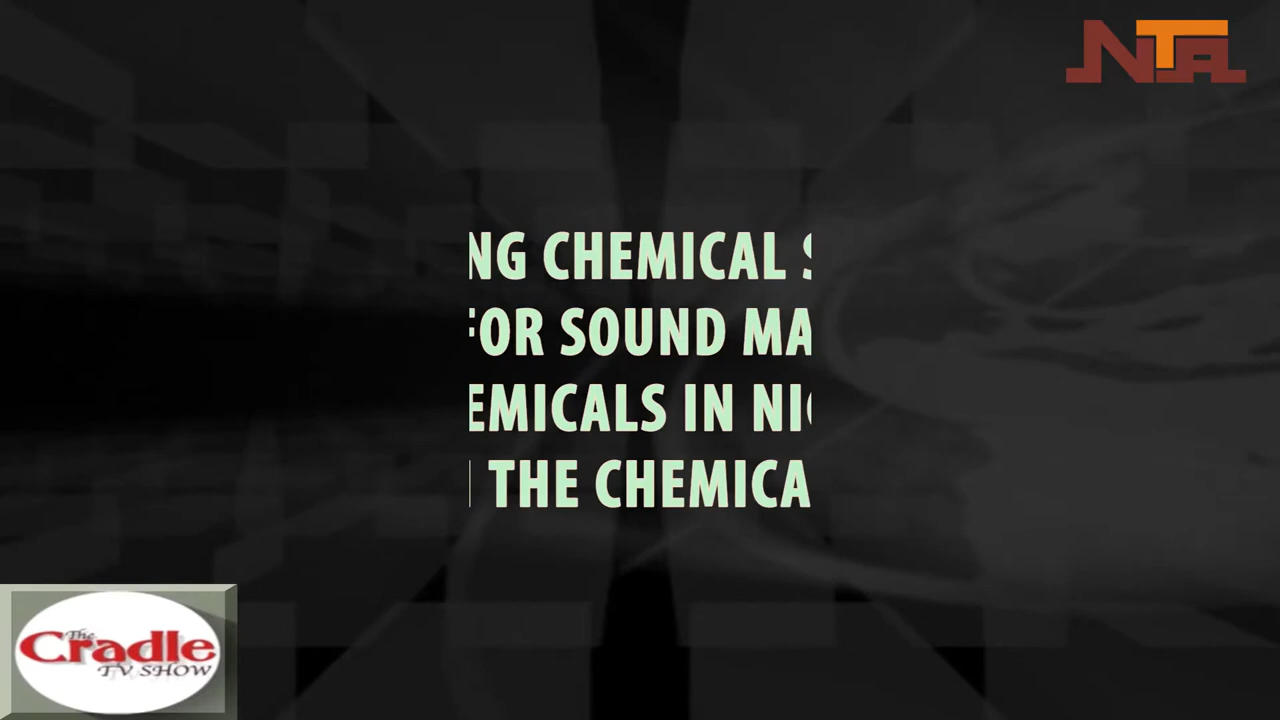 NTA
NG CHEMICAL
FOR SOUND MA
EMICALS IN NI
THE CHEMICA
The
Cradle
TV SHOW